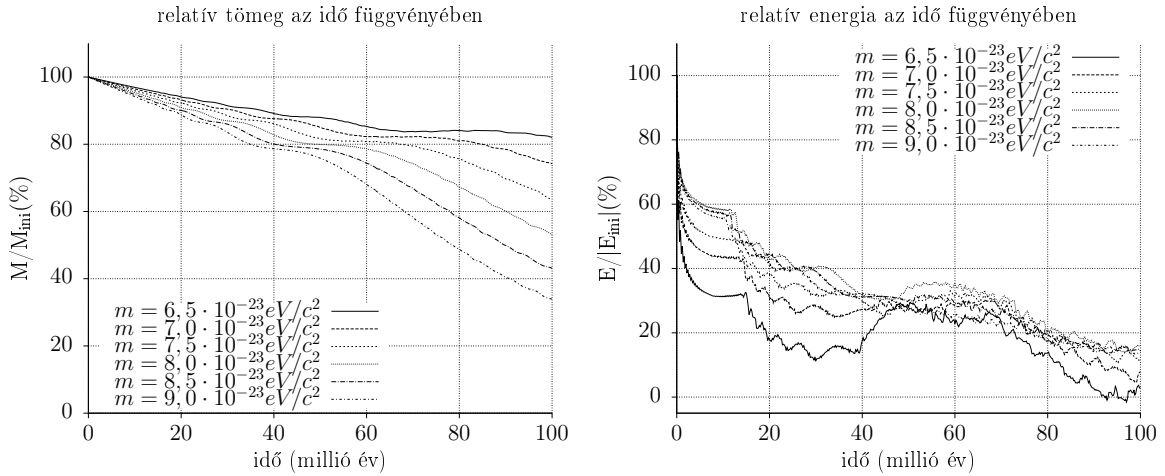 relatív tömeg az idő függvényében
M/M_ini(%)
100
80
60
40
20
0
m = 6,5 · 10^−23 eV/c^2
m = 7,0 · 10^−23 eV/c^2
m = 7,5 · 10^−23 eV/c^2
m = 8,0 · 10^−23 eV/c^2
m = 8,5 · 10^−23 eV/c^2
m = 9,0 · 10^−23 eV/c^2
0 20 40 60 80 100
idő (millió év)
relatív energia az idő függvényében
E/|E_ini|(%)
100
80
60
40
20
0
m = 6,5 · 10^−23 eV/c^2
m = 7,0 · 10^−23 eV/c^2
m = 7,5 · 10^−23 eV/c^2
m = 8,0 · 10^−23 eV/c^2
m = 8,5 · 10^−23 eV/c^2
m = 9,0 · 10^−23 eV/c^2
0 20 40 60 80 100
idő (millió év)